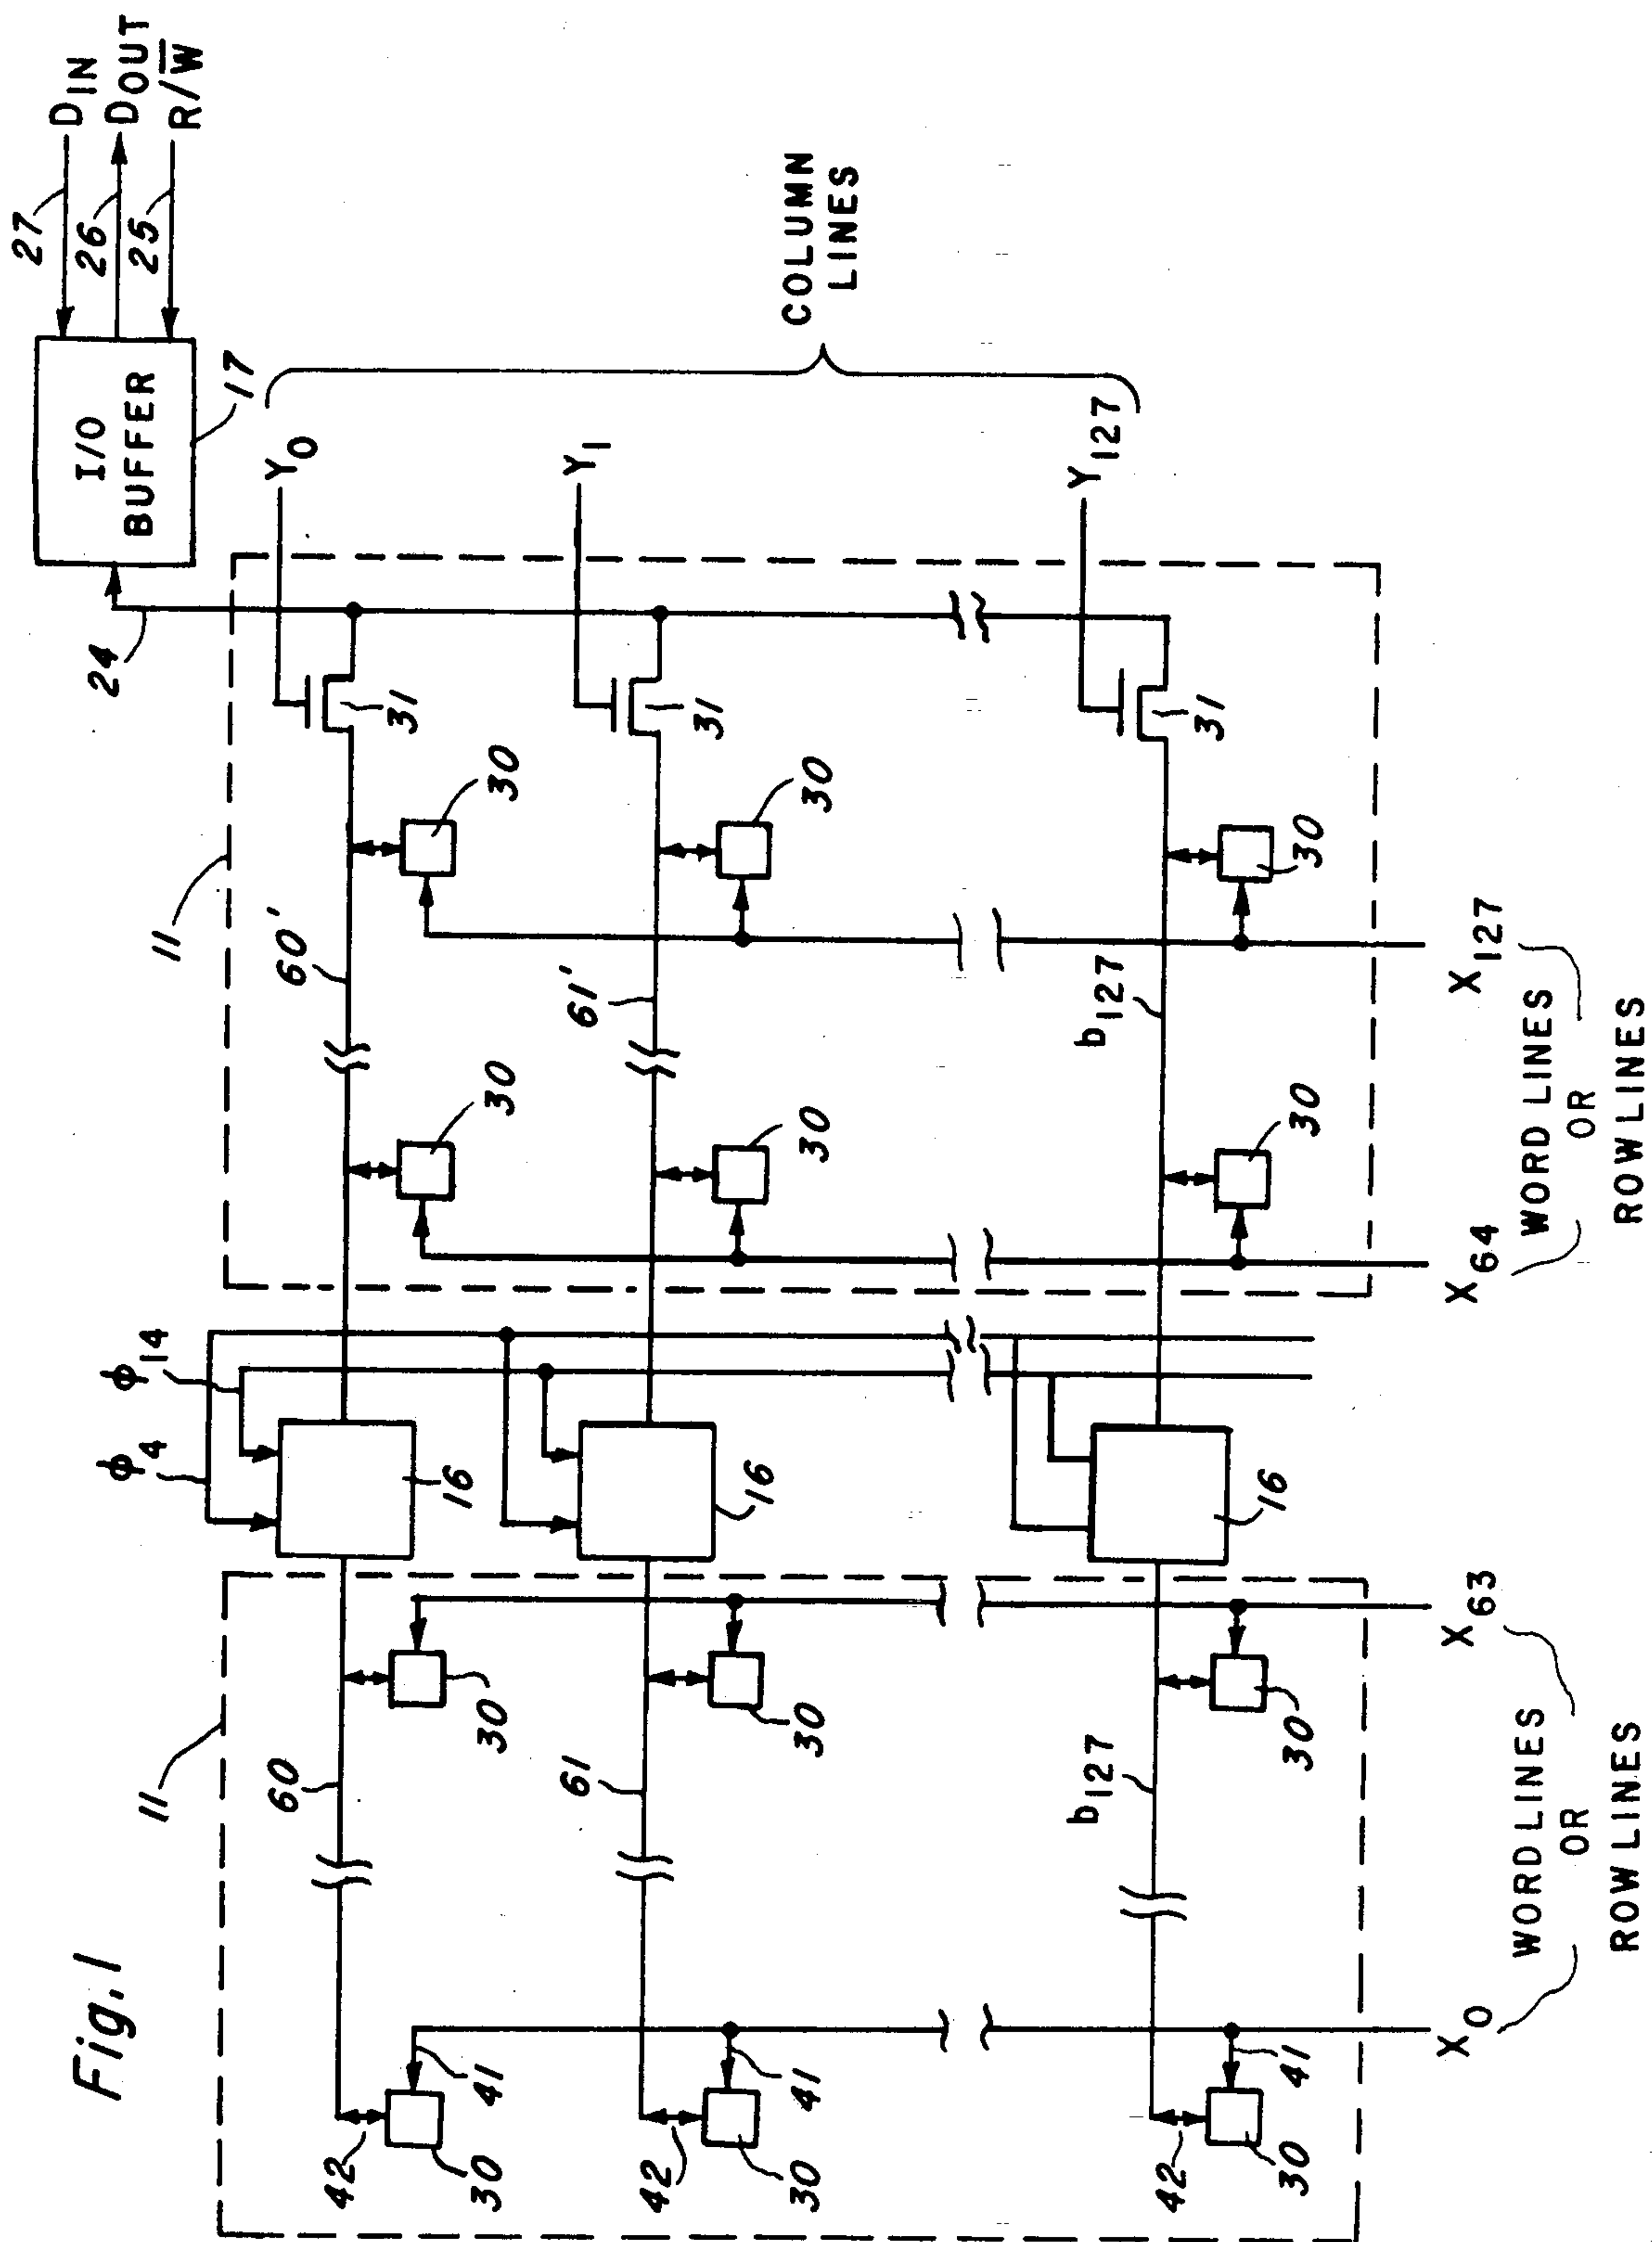 Fig. 1
27
D IN
26
D OUT
25
R/W̅
I/O
BUFFER
17
24
COLUMN
LINES
Y0
Y1
Y127
11
11
ϕ4
ϕ14
60
60'
31
42
41
30
30
16
30
30
61
61'
31
42
41
30
30
16
30
30
b127
b127
31
42
41
30
30
16
30
30
X0
X63
X64
X127
WORD LINES
OR
ROW LINES
WORD LINES
OR
ROW LINES